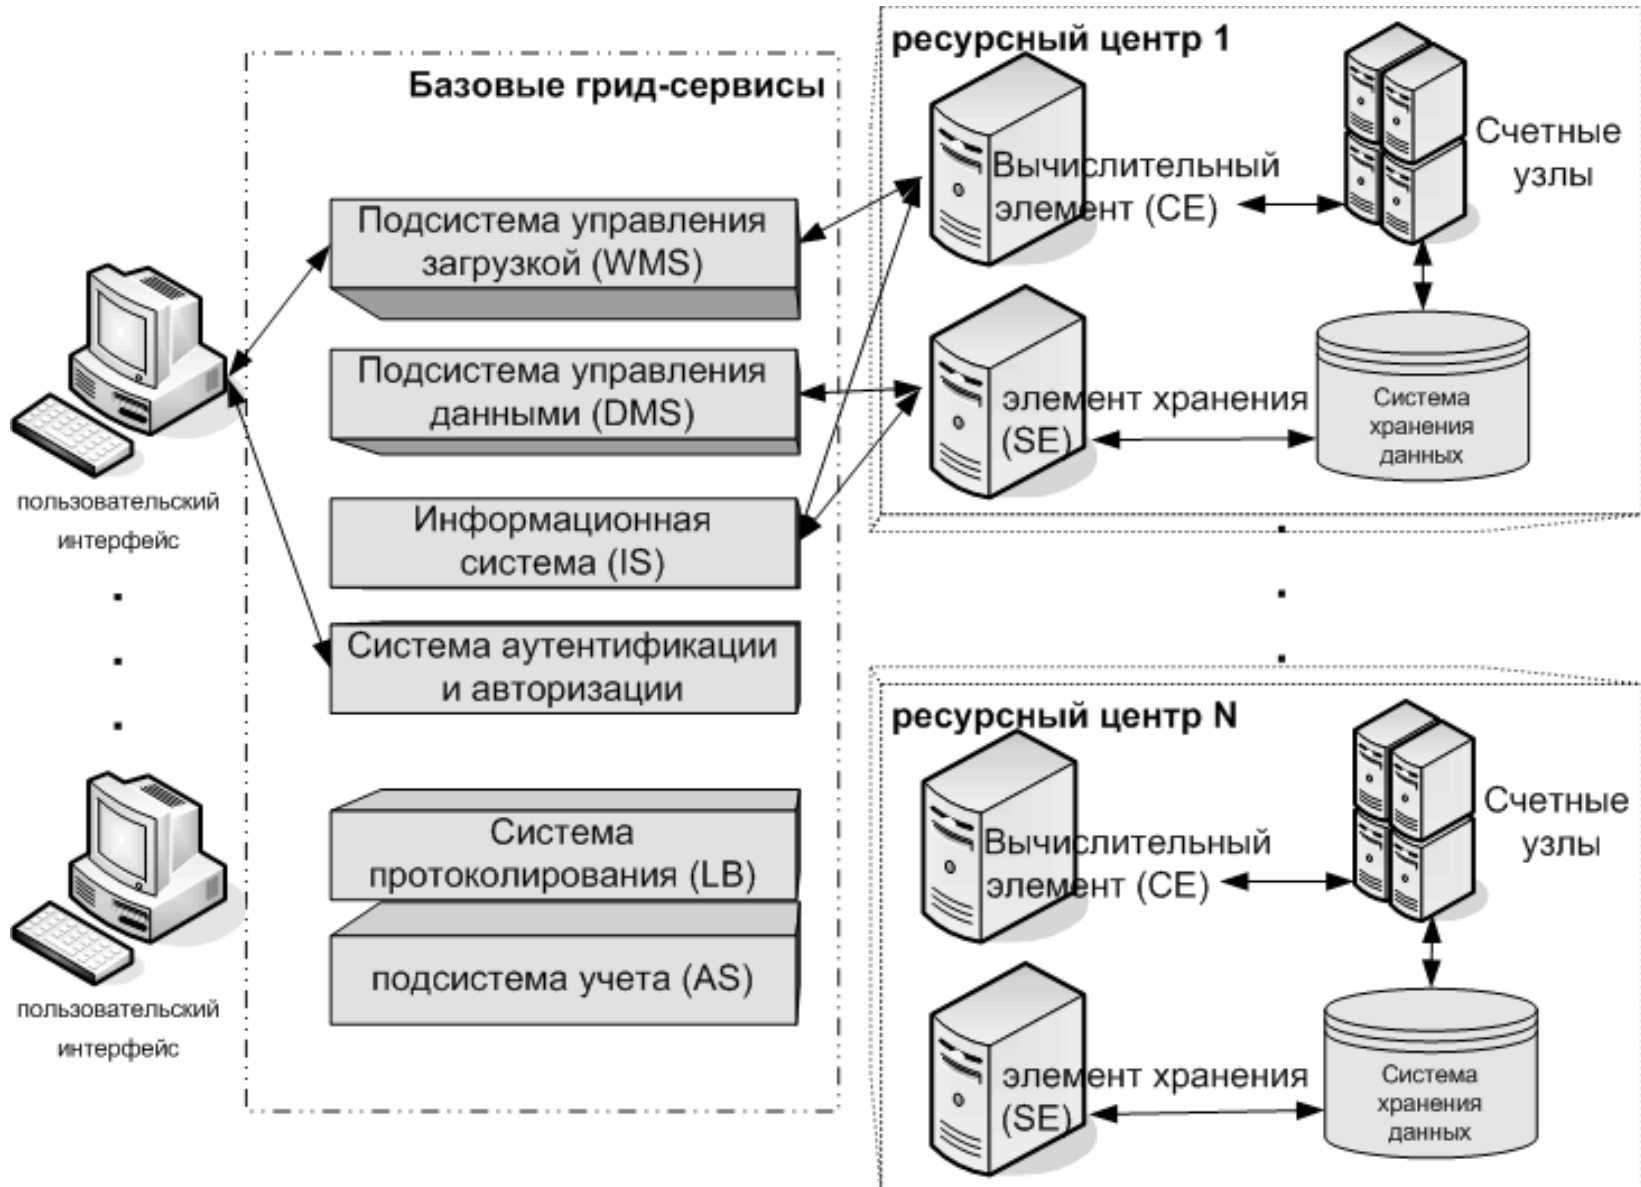 Базовые грид-сервисы
Подсистема управления
загрузкой (WMS)
Подсистема управления
данными (DMS)
Информационная
система (IS)
Система аутентификации
и авторизации
Система
протоколирования (LB)
подсистема учета (AS)
пользовательский
интерфейс
пользовательский
интерфейс
ресурсный центр 1
Вычислительный
элемент (CE)
Счетные
узлы
элемент хранения
(SE)
Система
хранения
данных
ресурсный центр N
Вычислительный
элемент (CE)
Счетные
узлы
элемент хранения
(SE)
Система
хранения
данных